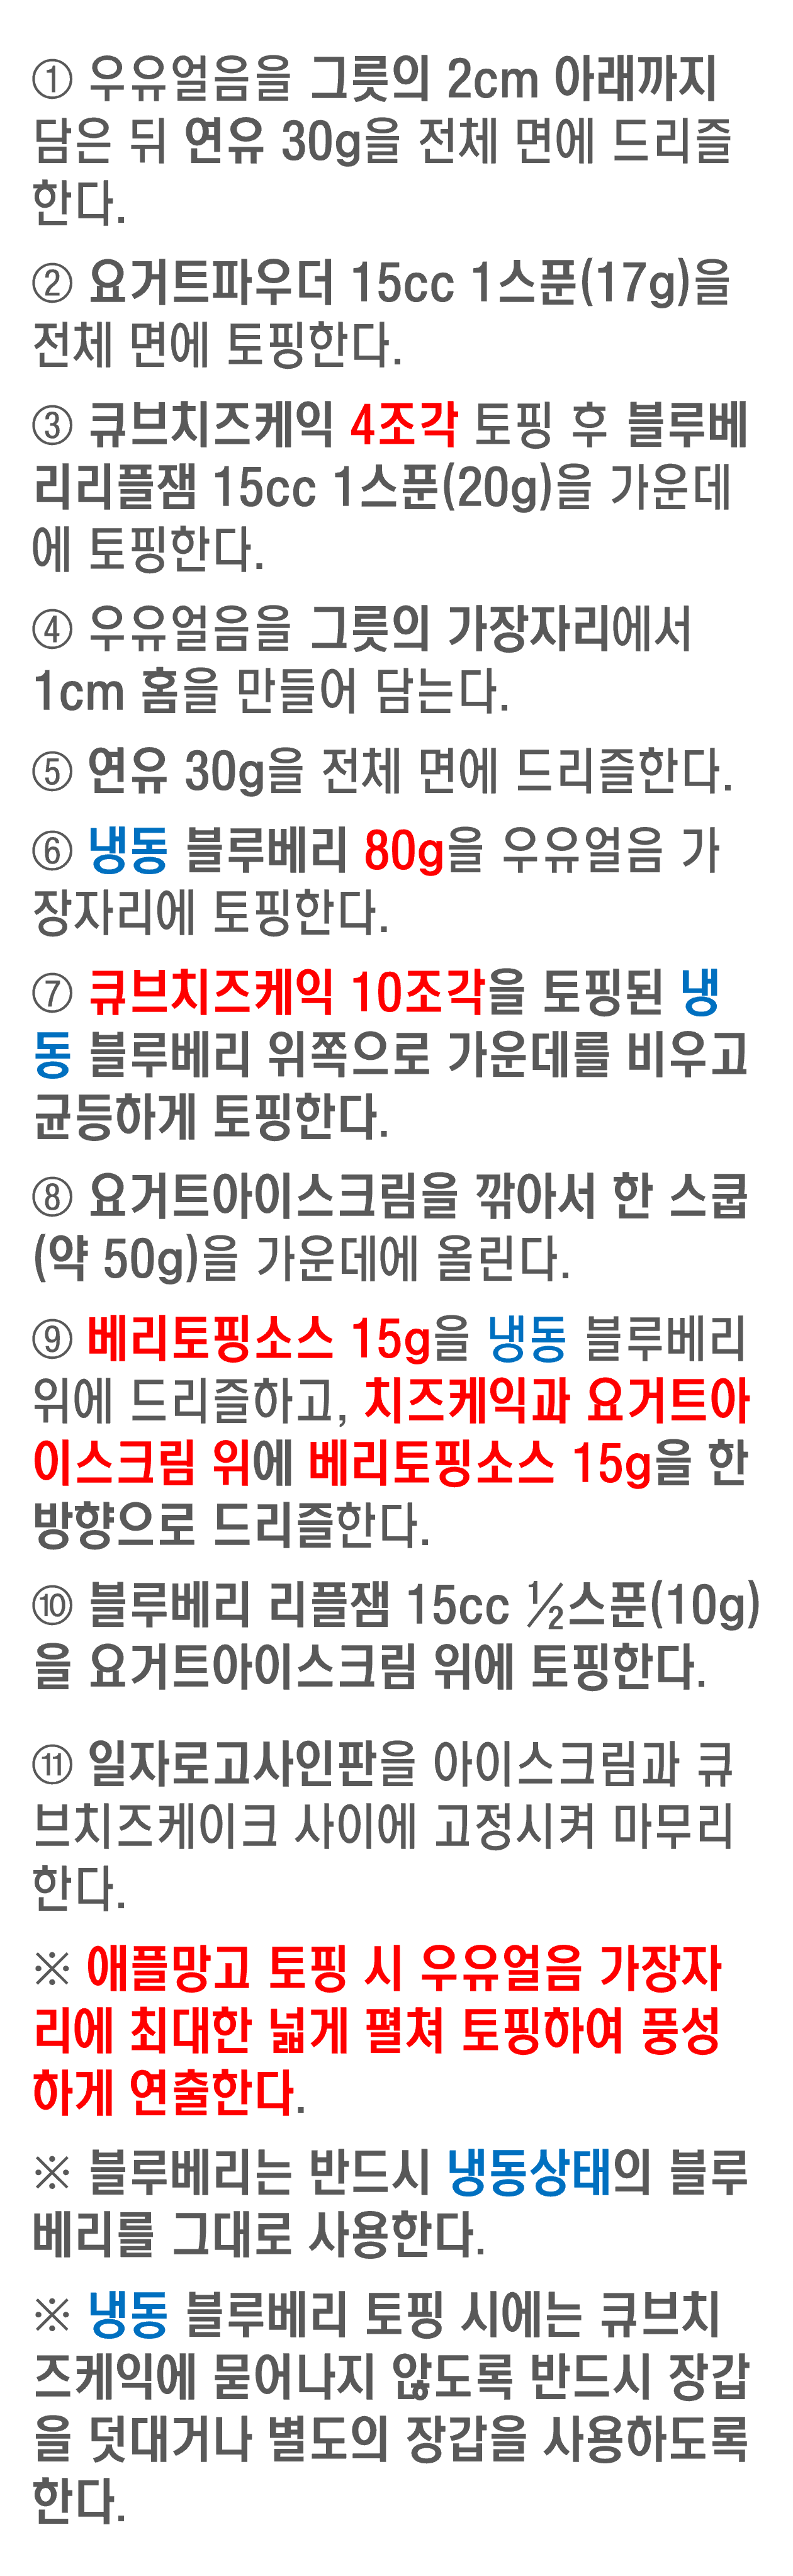 ① 우유얼음을 그릇의 2cm 아래까지
담은 뒤 연유 30g을 전체 면에 드리즐
한다.
② 요거트파우더 15cc 1스푼(17g)을
전체 면에 토핑한다.
③ 큐브치즈케익 4조각 토핑 후 블루베
리리플잼 15cc 1스푼(20g)을 가운데
에 토핑한다.
④ 우유얼음을 그릇의 가장자리에서
1cm 홈을 만들어 담는다.
⑤ 연유 30g을 전체 면에 드리즐한다.
⑥ 냉동 블루베리 80g을 우유얼음 가
장자리에 토핑한다.
⑦ 큐브치즈케익 10조각을 토핑된 냉
동 블루베리 위쪽으로 가운데를 비우고
균등하게 토핑한다.
⑧ 요거트아이스크림을 깎아서 한 스쿱
(약 50g)을 가운데에 올린다.
⑨ 베리토핑소스 15g을 냉동 블루베리
위에 드리즐하고, 치즈케익과 요거트아
이스크림 위에 베리토핑소스 15g을 한
방향으로 드리즐한다.
⑩ 블루베리 리플잼 15cc ½스푼(10g)
을 요거트아이스크림 위에 토핑한다.
⑪ 일자로고사인판을 아이스크림과 큐
브치즈케이크 사이에 고정시켜 마무리
한다.
※ 애플망고 토핑 시 우유얼음 가장자
리에 최대한 넓게 펼쳐 토핑하여 풍성
하게 연출한다.
※ 블루베리는 반드시 냉동상태의 블루
베리를 그대로 사용한다.
※ 냉동 블루베리 토핑 시에는 큐브치
즈케익에 묻어나지 않도록 반드시 장갑
을 덧대거나 별도의 장갑을 사용하도록
한다.